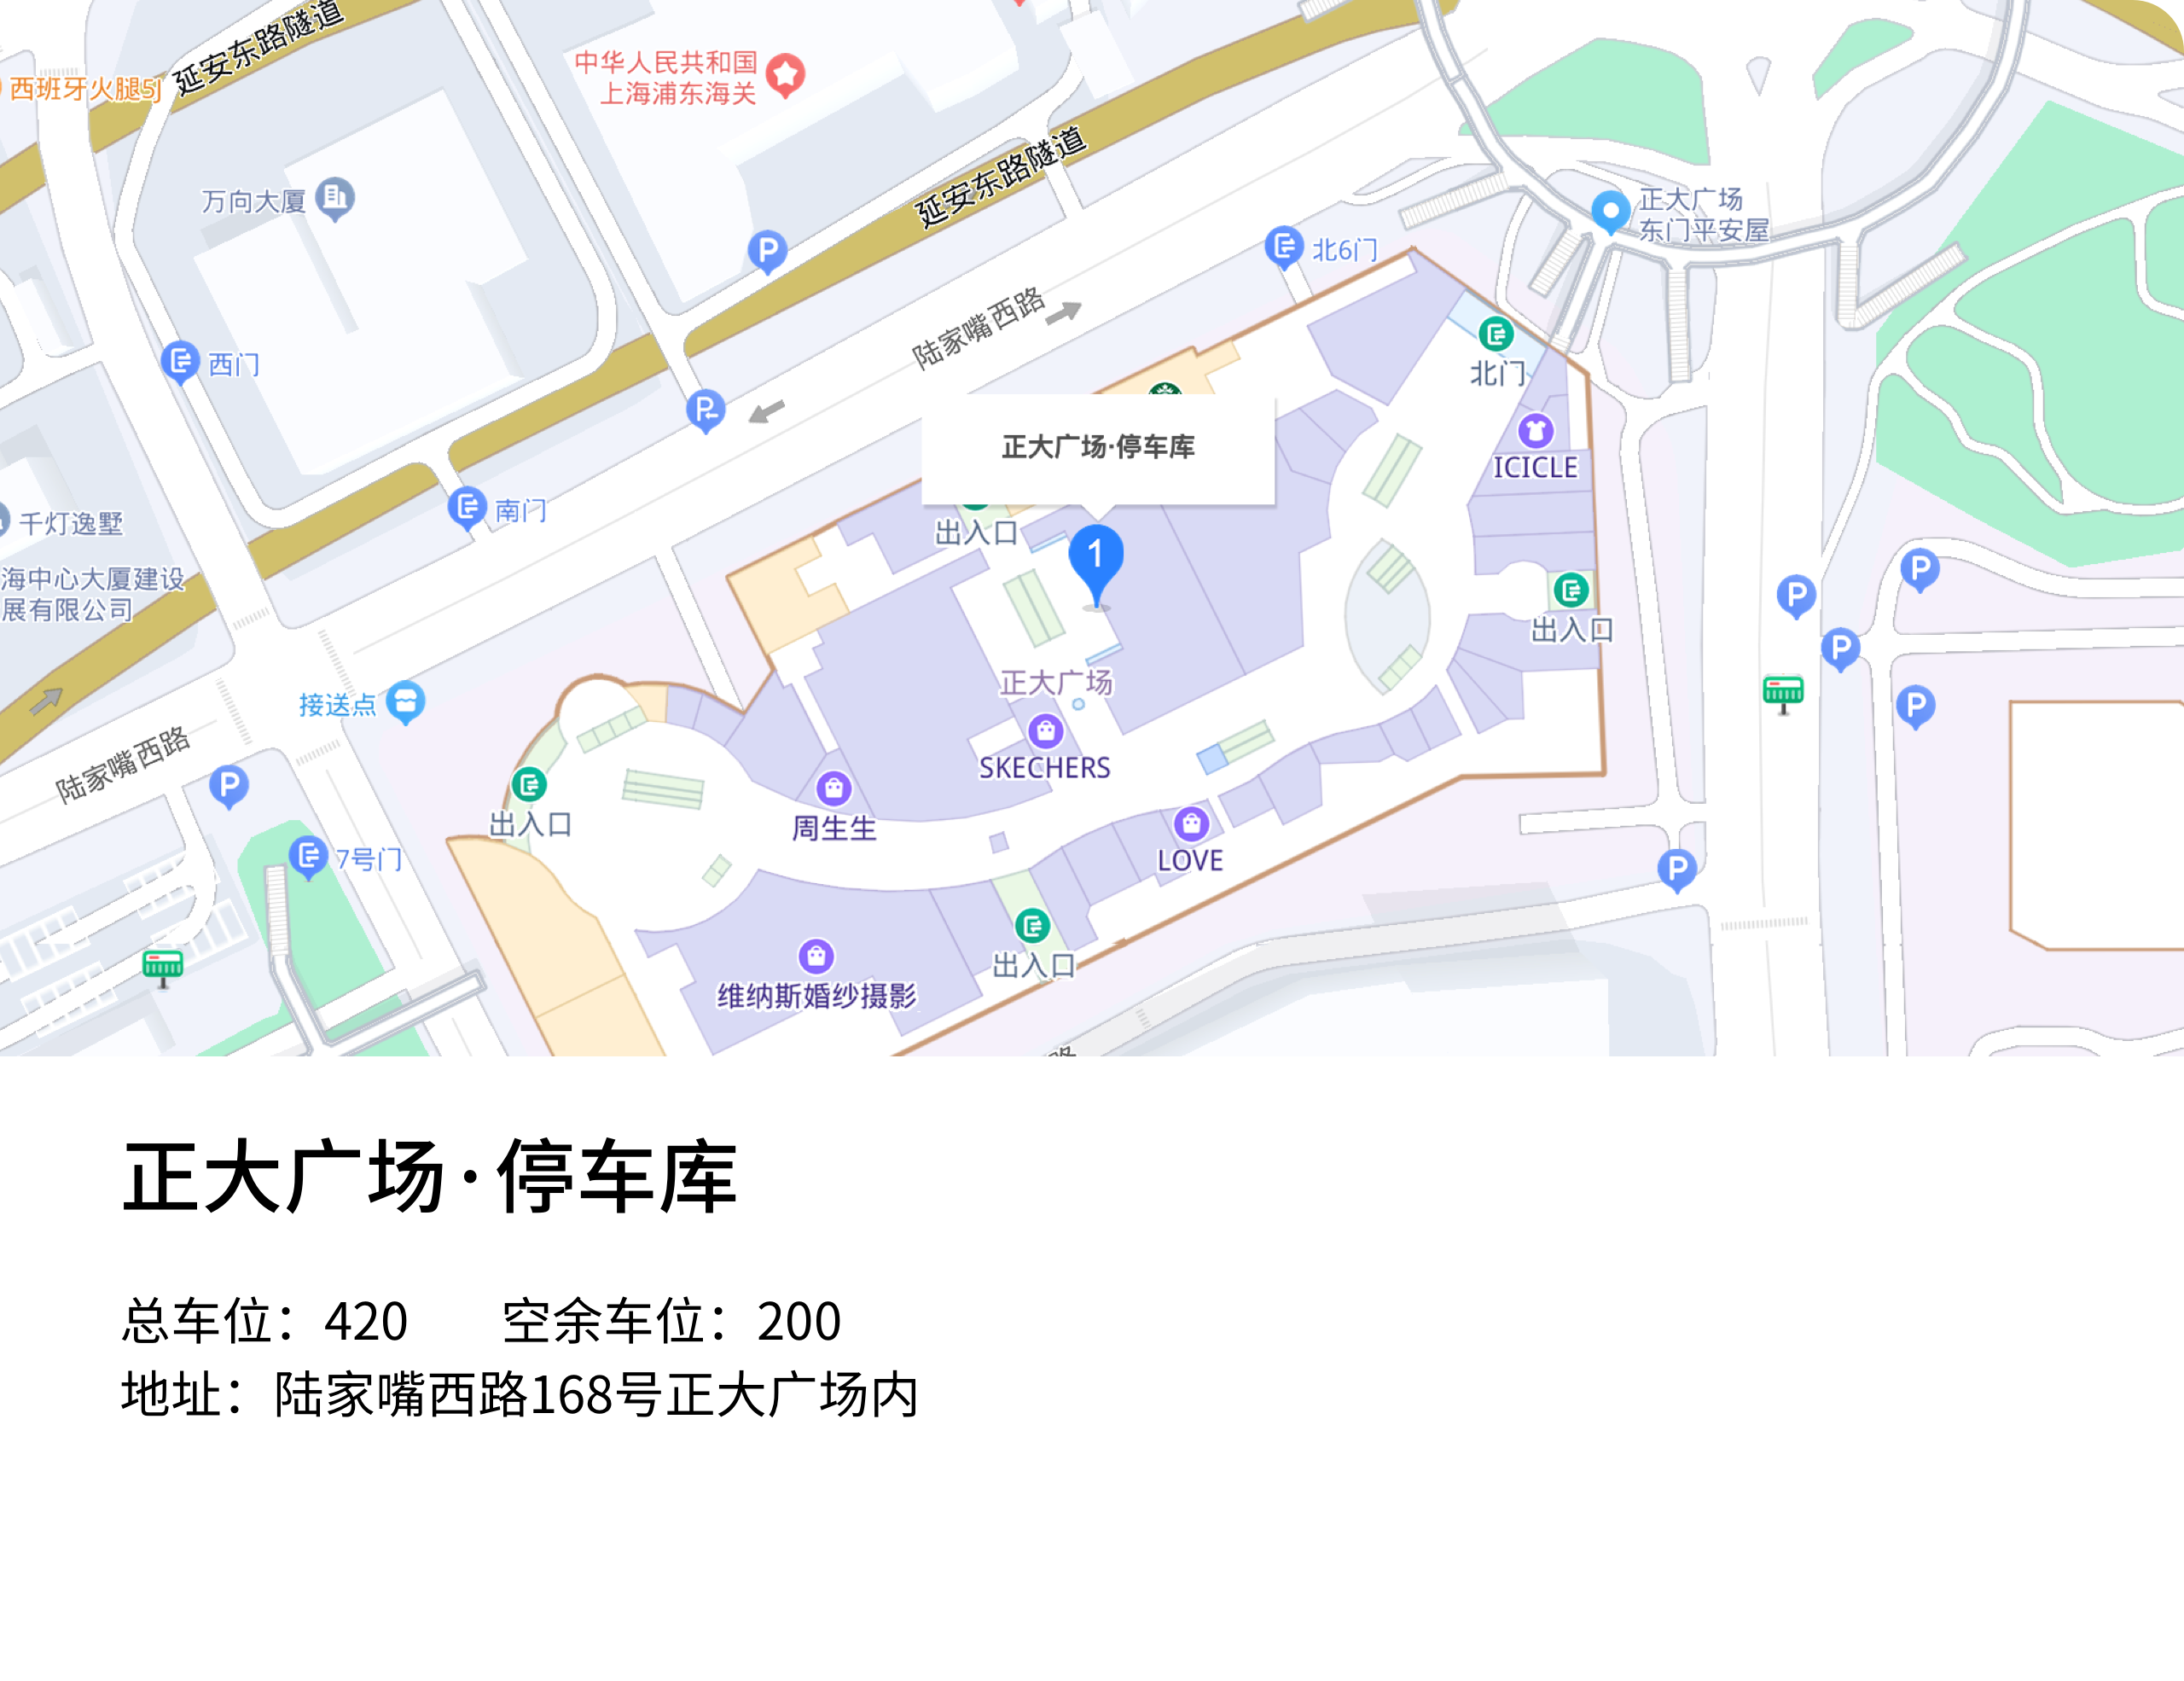 延安东路隧道
中华人民共和国
上海浦东海关
西班牙火腿5J
延安东路隧道
万向大厦
正大广场
东门平安屋
北6门
陆家嘴西路
西门
北门
正大广场·停车库
ICICLE
南门
千灯逸墅
出入口
海中心大厦建设
展有限公司
出入口
正大广场
接送点
陆家嘴西路
SKECHERS
出入口
周生生
7号门
LOVE
出入口
维纳斯婚纱摄影
路
正大广场·停车库
总车位：420 空余车位：200
地址：陆家嘴西路168号正大广场内